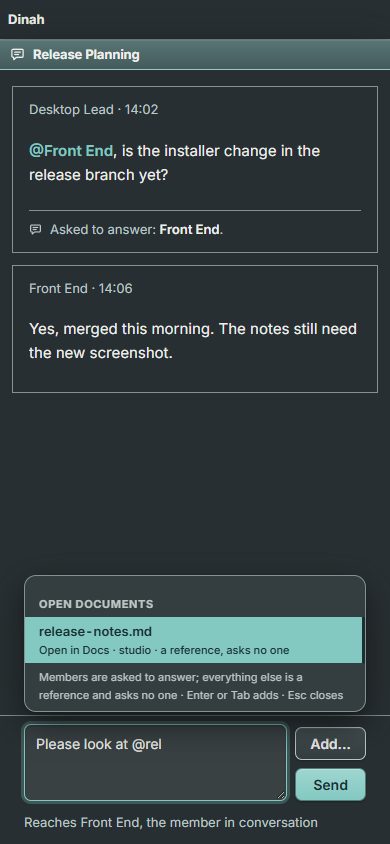 Dinah
Release Planning
Desktop Lead · 14:02
@Front End, is the installer change in the
release branch yet?
Asked to answer: Front End.
Front End · 14:06
Yes, merged this morning. The notes still need
the new screenshot.
OPEN DOCUMENTS
release-notes.md
Open in Docs · studio · a reference, asks no one
Members are asked to answer; everything else is a
reference and asks no one · Enter or Tab adds · Esc closes
Please look at @rel
Add...
Send
Reaches Front End, the member in conversation